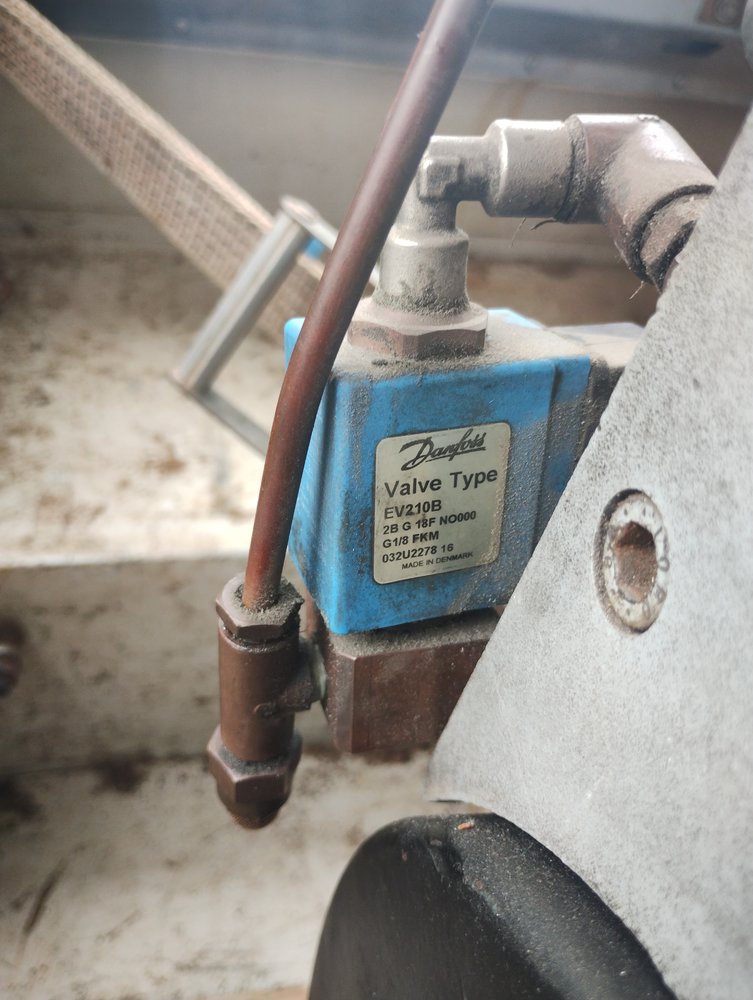 Danfoss
Valve Type
EV210B
2B G 18F NO000
G1/8 FKM
032U2278 16
MADE IN DENMARK